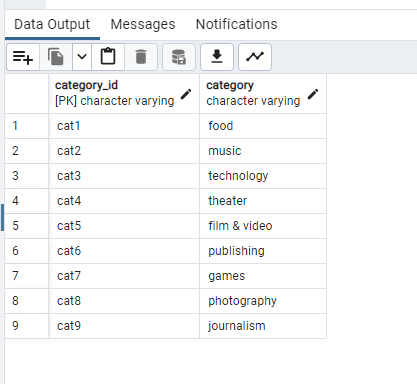 Data Output Messages Notifications
category_id category
[PK] character varying character varying
1 cat1 food
2 cat2 music
3 cat3 technology
4 cat4 theater
5 cat5 film & video
6 cat6 publishing
7 cat7 games
8 cat8 photography
9 cat9 journalism